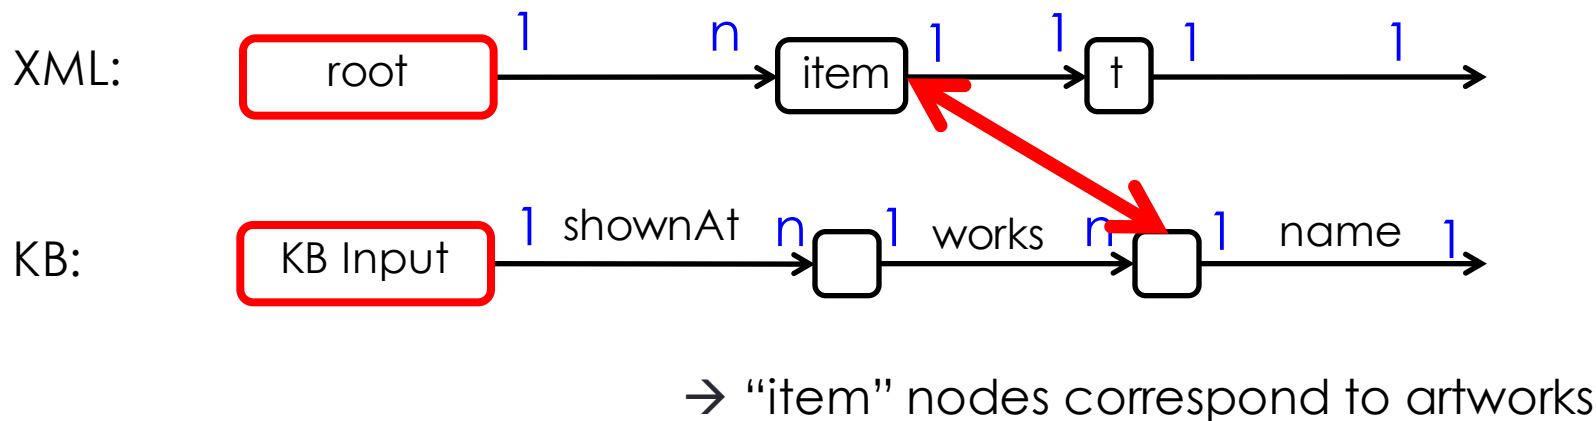 XML: root 1 n item 1 1 t 1 1
KB: KB Input 1 shownAt n 1 works n 1 name 1
→ “item” nodes correspond to artworks